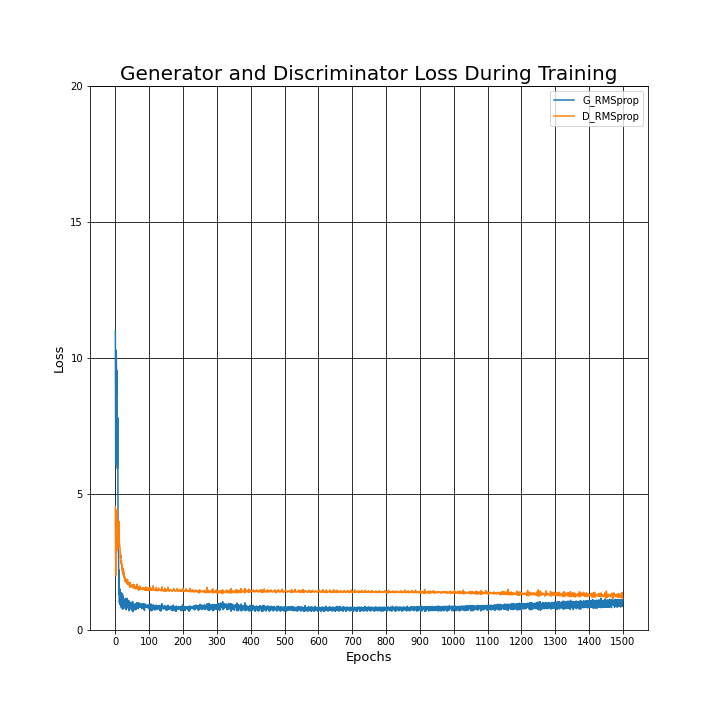 Generator and Discriminator Loss During Training
G_RMSprop
D_RMSprop
20
15
10
5
0
Loss
0 100 200 300 400 500 600 700 800 900 1000 1100 1200 1300 1400 1500
Epochs